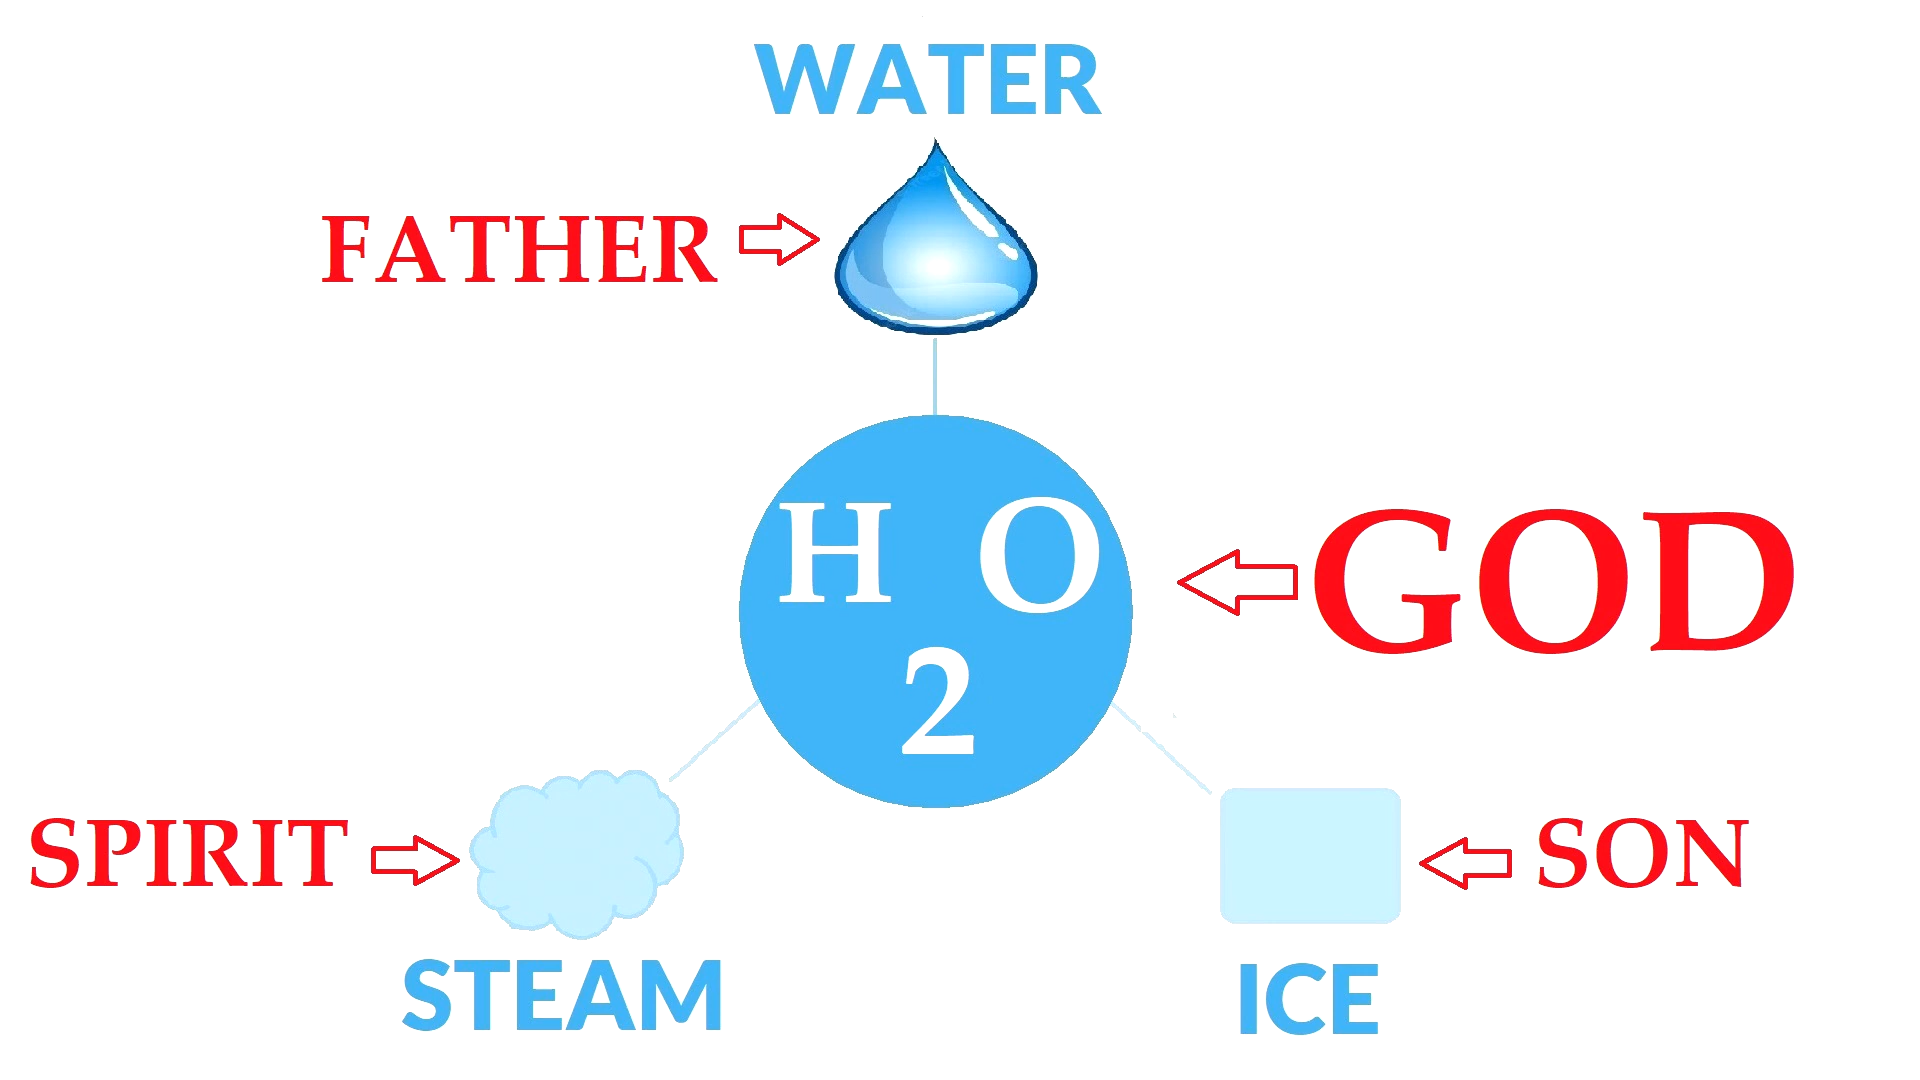 WATER
FATHER
H O
2
GOD
SPIRIT
SON
STEAM
ICE